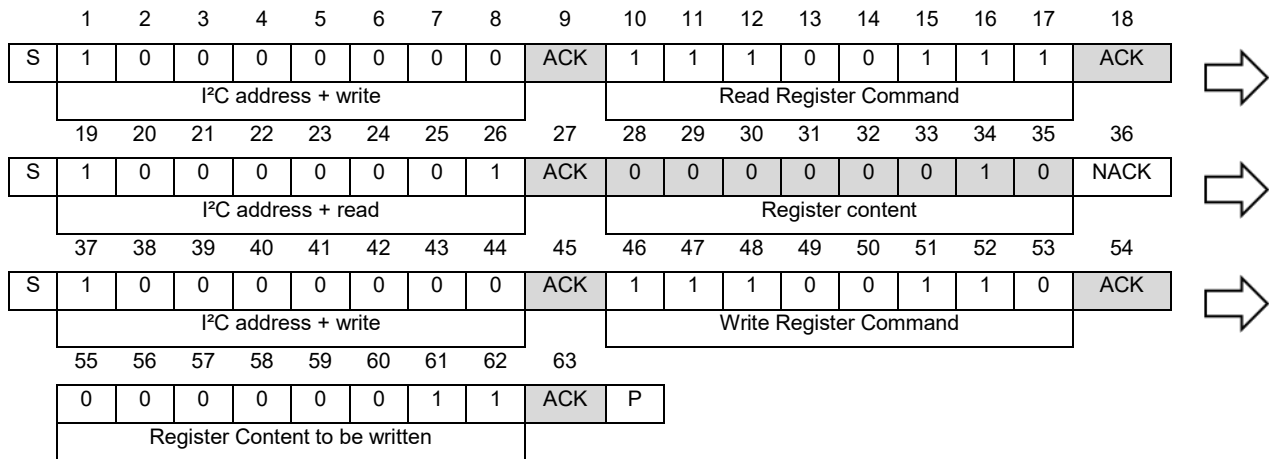 1 2 3 4 5 6 7 8 9 10 11 12 13 14 15 16 17 18
S 1 0 0 0 0 0 0 0 ACK 1 1 1 0 0 1 1 1 ACK
I²C address + write Read Register Command
19 20 21 22 23 24 25 26 27 28 29 30 31 32 33 34 35 36
S 1 0 0 0 0 0 0 1 ACK 0 0 0 0 0 0 1 0 NACK
I²C address + read Register content
37 38 39 40 41 42 43 44 45 46 47 48 49 50 51 52 53 54
S 1 0 0 0 0 0 0 0 ACK 1 1 1 0 0 1 1 0 ACK
I²C address + write Write Register Command
55 56 57 58 59 60 61 62 63
0 0 0 0 0 0 1 1 ACK P
Register Content to be written